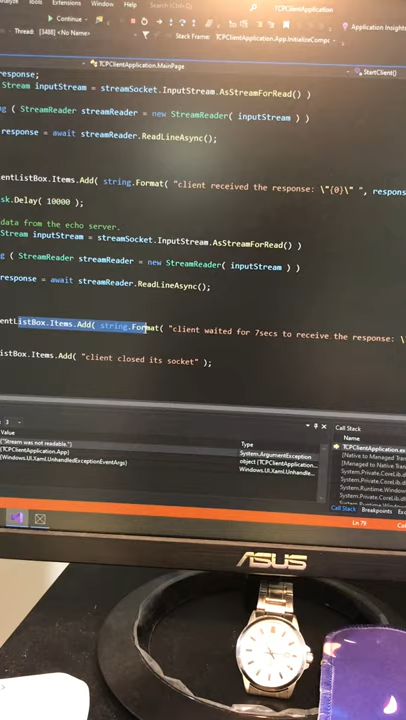 Tools Extensions Window Help Search (Ctrl+Q) TCPClientApplication
Continue
Application Insights
Thread: [3488] <No Name> Stack Frame: TCPClientApplication.App.InitializeCompo
TCPClientApplication.MainPage StartClient()
response;
Stream inputStream = streamSocket.InputStream.AsStreamForRead() )
g ( StreamReader streamReader = new StreamReader( inputStream ) )
response = await streamReader.ReadLineAsync();
entListBox.Items.Add( string.Format( "client received the response: \"{0}\" ", respons
sk.Delay( 10000 );
data from the echo server.
Stream inputStream = streamSocket.InputStream.AsStreamForRead() )
g ( StreamReader streamReader = new StreamReader( inputStream ) )
response = await streamReader.ReadLineAsync();
entListBox.Items.Add( string.Format( "client waited for 7secs to receive the response: \
istBox.Items.Add( "client closed its socket" );
3
Value Type
{"Stream was not readable."} System.ArgumentException
{TCPClientApplication.App} object {TCPClientApplication....
{Windows.UI.Xaml.UnhandledExceptionEventArgs} Windows.UI.Xaml.Unhandle...
Call Stack
Name
TCPClientApplication.ex
[Native to Managed Tran
[Managed to Native Tran
System.Private.CoreLib.d
System.Private.CoreLib.d
System.Runtime.Window
System.Private.CoreLib.dl
Call Stack Breakpoints Excep
Ln 79
ASUS